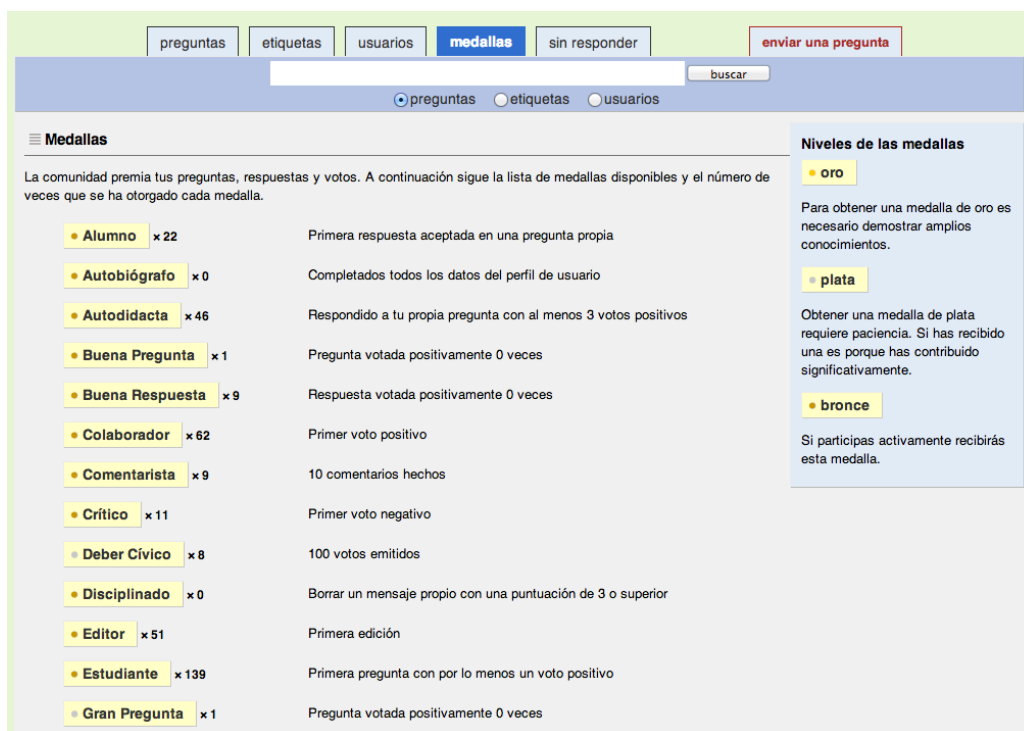 preguntas etiquetas usuarios medallas sin responder enviar una pregunta
buscar
preguntas etiquetas usuarios
Medallas
La comunidad premia tus preguntas, respuestas y votos. A continuación sigue la lista de medallas disponibles y el número de
veces que se ha otorgado cada medalla.
Alumno × 22 Primera respuesta aceptada en una pregunta propia
Autobiógrafo × 0 Completados todos los datos del perfil de usuario
Autodidacta × 46 Respondido a tu propia pregunta con al menos 3 votos positivos
Buena Pregunta × 1 Pregunta votada positivamente 0 veces
Buena Respuesta × 9 Respuesta votada positivamente 0 veces
Colaborador × 62 Primer voto positivo
Comentarista × 9 10 comentarios hechos
Crítico × 11 Primer voto negativo
Deber Cívico × 8 100 votos emitidos
Disciplinado × 0 Borrar un mensaje propio con una puntuación de 3 o superior
Editor × 51 Primera edición
Estudiante × 139 Primera pregunta con por lo menos un voto positivo
Gran Pregunta × 1 Pregunta votada positivamente 0 veces
Niveles de las medallas
oro
Para obtener una medalla de oro es
necesario demostrar amplios
conocimientos.
plata
Obtener una medalla de plata
requiere paciencia. Si has recibido
una es porque has contribuido
significativamente.
bronce
Si participas activamente recibirás
esta medalla.